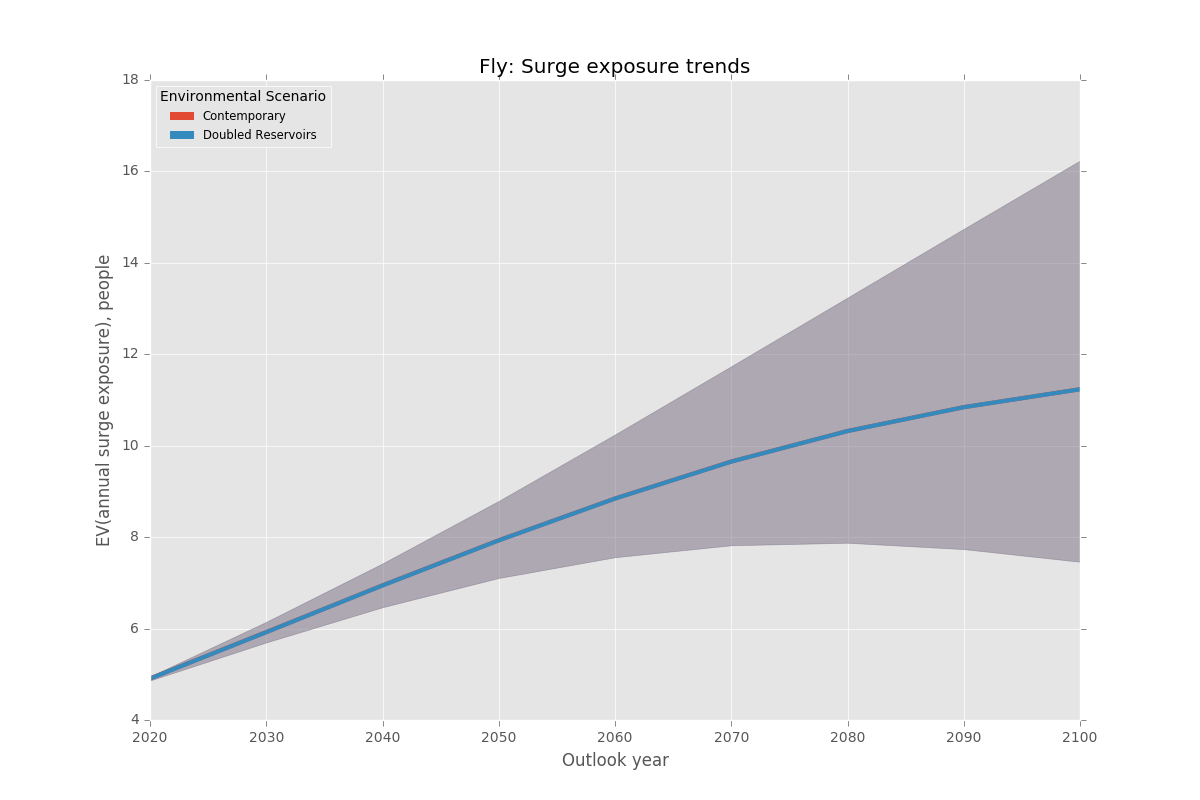 Fly: Surge exposure trends
18
16
14
12
10
8
6
4
EV(annual surge exposure), people
Environmental Scenario
Contemporary
Doubled Reservoirs
2020 2030 2040 2050 2060 2070 2080 2090 2100
Outlook year